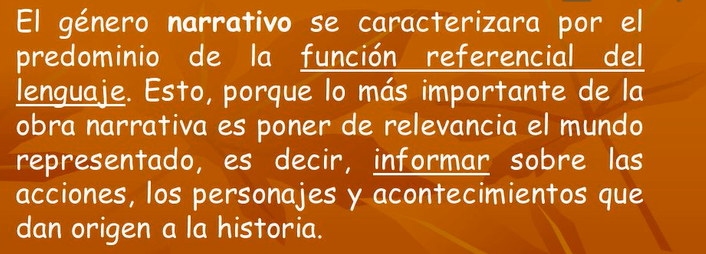 El género narrativo se caracterizara por el
predominio de la función referencial del
lenguaje. Esto, porque lo más importante de la
obra narrativa es poner de relevancia el mundo
representado, es decir, informar sobre las
acciones, los personajes y acontecimientos que
dan origen a la historia.